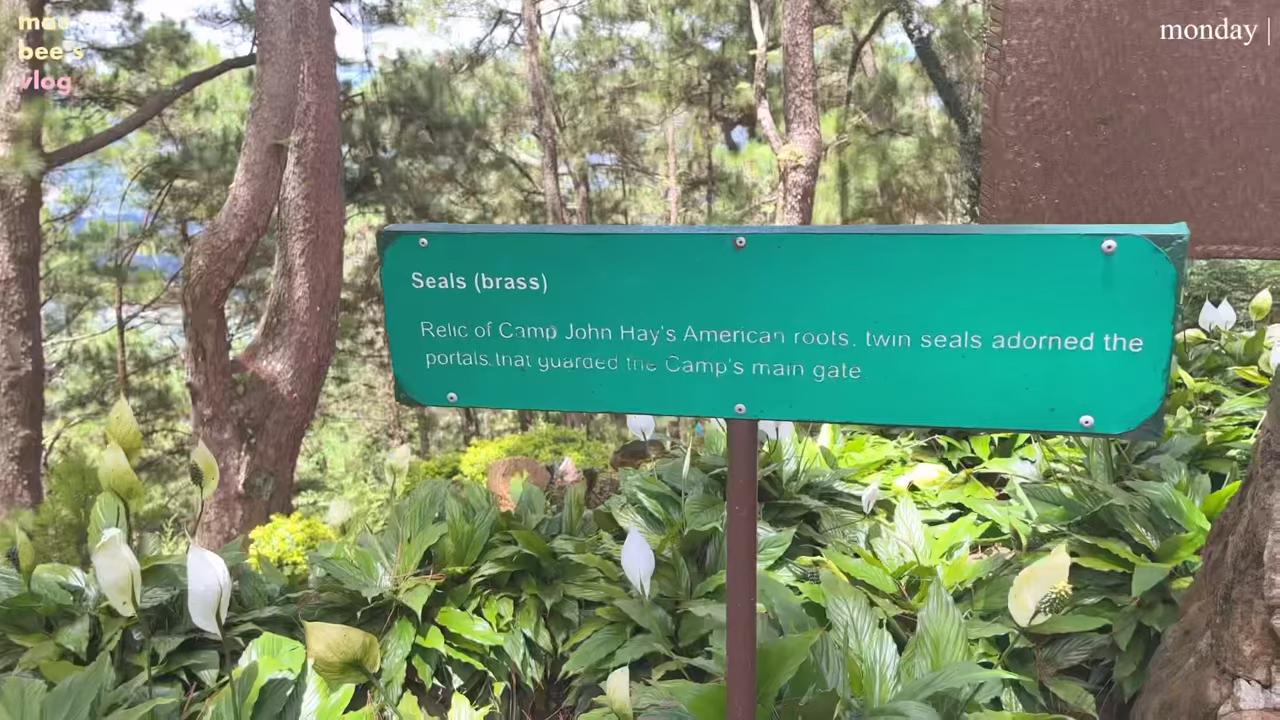 mae
bee's
vlog
monday |
Seals (brass)
Relic of Camp John Hay's American roots, twin seals adorned the
portals that guarded the Camp's main gate